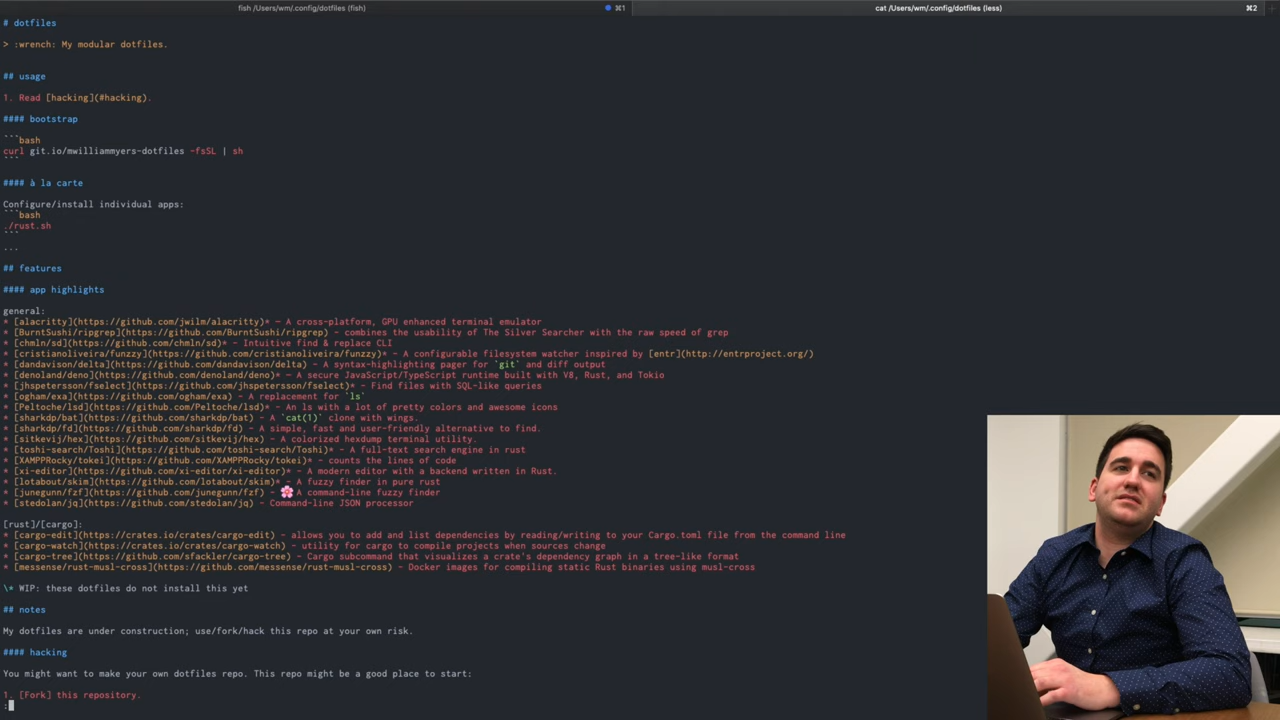 fish /Users/wm/.config/dotfiles (fish)
⌘1
cat /Users/wm/.config/dotfiles (less)
⌘2
# dotfiles
> :wrench: My modular dotfiles.
## usage
1. Read [hacking](#hacking).
#### bootstrap
```bash
curl git.io/mwilliammyers-dotfiles -fsSL | sh
```
#### à la carte
Configure/install individual apps:
```bash
./rust.sh
```
---
## features
#### app highlights
general:
* [alacritty](https://github.com/jwilm/alacritty)* - A cross-platform, GPU enhanced terminal emulator
* [BurntSushi/ripgrep](https://github.com/BurntSushi/ripgrep) - combines the usability of The Silver Searcher with the raw speed of grep
* [chmln/sd](https://github.com/chmln/sd)* - Intuitive find & replace CLI
* [cristianoliveira/funzzy](https://github.com/cristianoliveira/funzzy)* - A configurable filesystem watcher inspired by [entr](http://entrproject.org/)
* [dandavison/delta](https://github.com/dandavison/delta) - A syntax-highlighting pager for `git` and diff output
* [denoland/deno](https://github.com/denoland/deno)* - A secure JavaScript/TypeScript runtime built with V8, Rust, and Tokio
* [jhspetersson/fselect](https://github.com/jhspetersson/fselect)* - Find files with SQL-like queries
* [ogham/exa](https://github.com/ogham/exa) - A replacement for `ls`
* [Peltoche/lsd](https://github.com/Peltoche/lsd)* - An ls with a lot of pretty colors and awesome icons
* [sharkdp/bat](https://github.com/sharkdp/bat) - A `cat(1)` clone with wings.
* [sharkdp/fd](https://github.com/sharkdp/fd) - A simple, fast and user-friendly alternative to find.
* [sitkevij/hex](https://github.com/sitkevij/hex) - A colorized hexdump terminal utility.
* [toshi-search/Toshi](https://github.com/toshi-search/Toshi)* - A full-text search engine in rust
* [XAMPPRocky/tokei](https://github.com/XAMPPRocky/tokei)* - counts the lines of code
* [xi-editor/xi-editor](https://github.com/xi-editor/xi-editor)* - A modern editor with a backend written in Rust.
* [lotabout/skim](https://github.com/lotabout/skim)* - A fuzzy finder in pure rust
* [junegunn/fzf](https://github.com/junegunn/fzf) - 🌸 A command-line fuzzy finder
* [stedolan/jq](https://github.com/stedolan/jq) - Command-line JSON processor
[rust]/[cargo]:
* [cargo-edit](https://crates.io/crates/cargo-edit) - allows you to add and list dependencies by reading/writing to your Cargo.toml file from the command line
* [cargo-watch](https://crates.io/crates/cargo-watch) - utility for cargo to compile projects when sources change
* [cargo-tree](https://github.com/sfackler/cargo-tree) - Cargo subcommand that visualizes a crate's dependency graph in a tree-like format
* [messense/rust-musl-cross](https://github.com/messense/rust-musl-cross) - Docker images for compiling static Rust binaries using musl-cross
\* WIP: these dotfiles do not install this yet
## notes
My dotfiles are under construction; use/fork/hack this repo at your own risk.
#### hacking
You might want to make your own dotfiles repo. This repo might be a good place to start:
1. [Fork] this repository.
: